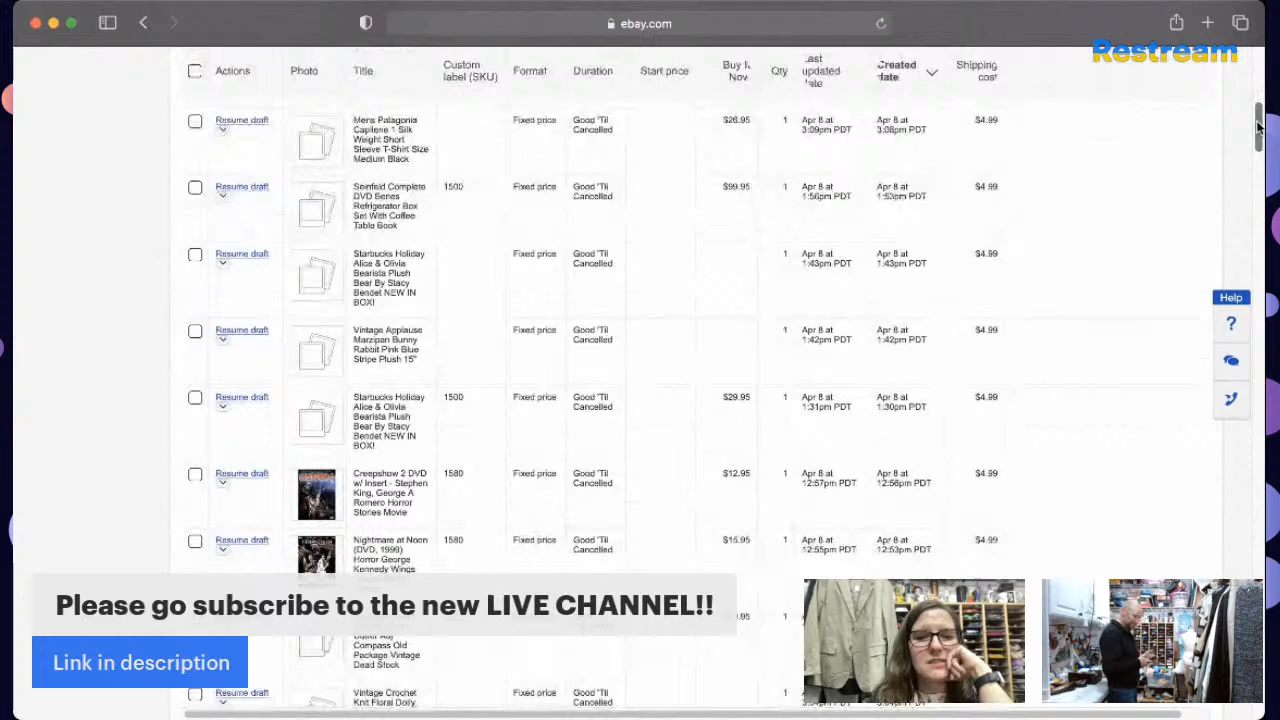 ebay.com
Restream
Actions
Photo
Title
Custom
label (SKU)
Format
Duration
Start price
Buy It
Now
Qty
Last
updated
date
Created
date
Shipping
cost
Resume draft
Mens Patagonia
Capilene 1 Silk
Weight Short
Sleeve T-Shirt Size
Medium Black
Fixed price
Good 'Til
Cancelled
$26.95
1
Apr 8 at
3:09pm PDT
Apr 8 at
3:08pm PDT
$4.99
Resume draft
Seinfeld Complete
DVD Series
Refrigerator Box
Set With Coffee
Table Book
1500
Fixed price
Good 'Til
Cancelled
$99.95
1
Apr 8 at
1:56pm PDT
Apr 8 at
1:53pm PDT
$4.99
Resume draft
Starbucks Holiday
Alice & Olivia
Bearista Plush
Bear By Stacy
Bendet NEW IN
BOX!
Fixed price
Good 'Til
Cancelled
1
Apr 8 at
1:43pm PDT
Apr 8 at
1:43pm PDT
$4.99
Resume draft
Vintage Applause
Marzipan Bunny
Rabbit Pink Blue
Stripe Plush 15"
Fixed price
Good 'Til
Cancelled
1
Apr 8 at
1:42pm PDT
Apr 8 at
1:42pm PDT
$4.99
Resume draft
Starbucks Holiday
Alice & Olivia
Bearista Plush
Bear By Stacy
Bendet NEW IN
BOX!
1500
Fixed price
Good 'Til
Cancelled
$29.95
1
Apr 8 at
1:31pm PDT
Apr 8 at
1:30pm PDT
$4.99
Resume draft
Creepshow 2 DVD
w/ Insert - Stephen
King, George A
Romero Horror
Stories Movie
1580
Fixed price
Good 'Til
Cancelled
$12.95
1
Apr 8 at
12:57pm PDT
Apr 8 at
12:56pm PDT
$4.99
Resume draft
Nightmare at Noon
(DVD, 1999)
Horror George
Kennedy Wings
1580
Fixed price
Good 'Til
Cancelled
$15.95
1
Apr 8 at
12:55pm PDT
Apr 8 at
12:53pm PDT
$4.99
Compass Old
Package Vintage
Dead Stock
Resume draft
Vintage Crochet
Knit Floral Doily
Fixed price
Good 'Til
Cancelled
1
Apr 8 at
Apr 8 at
$4.99
Help
Please go subscribe to the new LIVE CHANNEL!!
Link in description